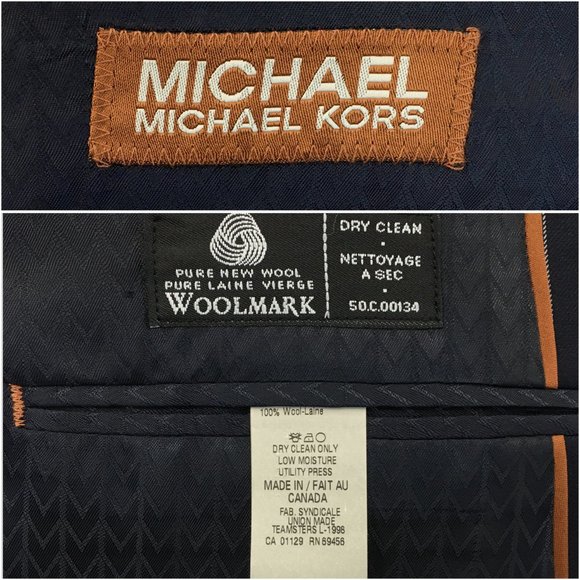 MICHAEL
MICHAEL KORS
PURE NEW WOOL
PURE LAINE VIERGE
WOOLMARK
DRY CLEAN
•
NETTOYAGE
A SEC
•
50.C.00134
100% Wool-Laine
DRY CLEAN ONLY
LOW MOISTURE
UTILITY PRESS
MADE IN / FAIT AU
CANADA
FAB. SYNDICALE
UNION MADE
TEAMSTERS L-1998
CA 01129 RN 69456